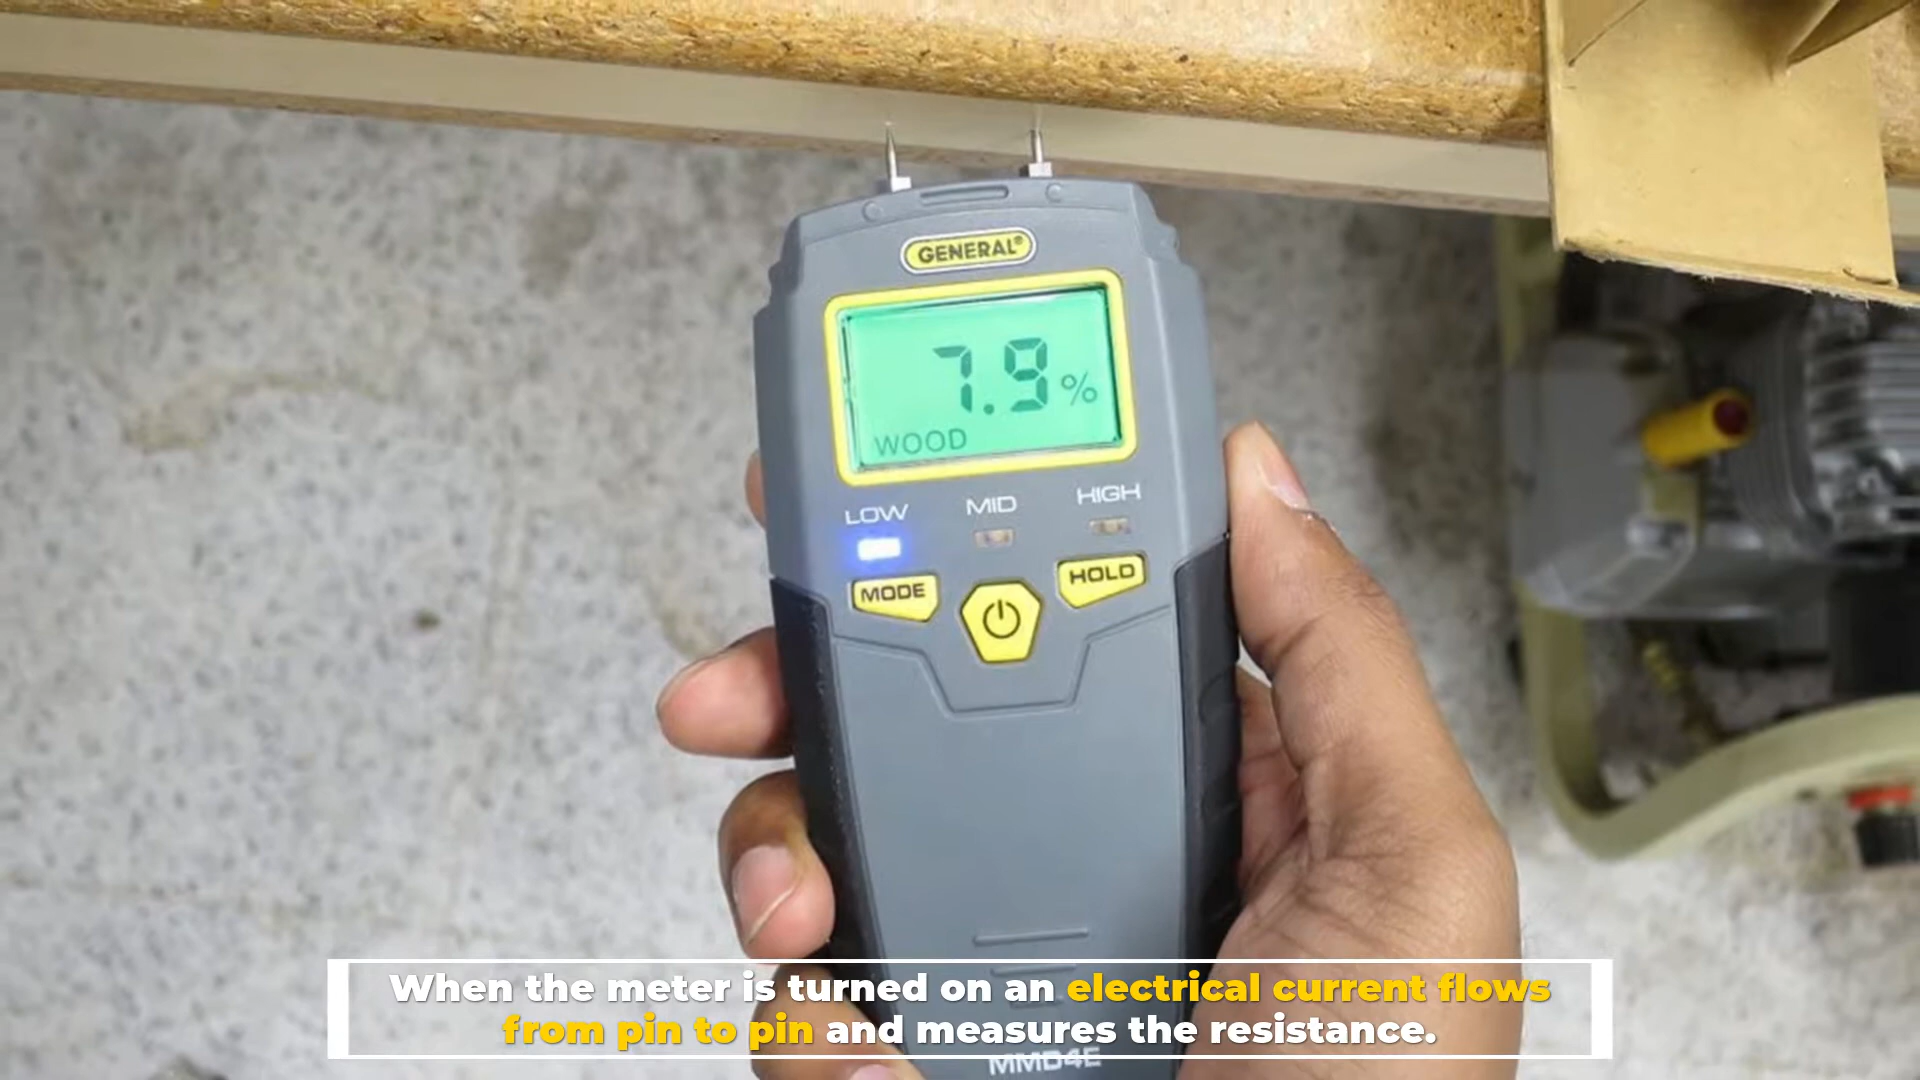 GENERAL®
7.9 %
WOOD
LOW MID HIGH
MODE HOLD
When the meter is turned on an electrical current flows
from pin to pin and measures the resistance.
MMD4E